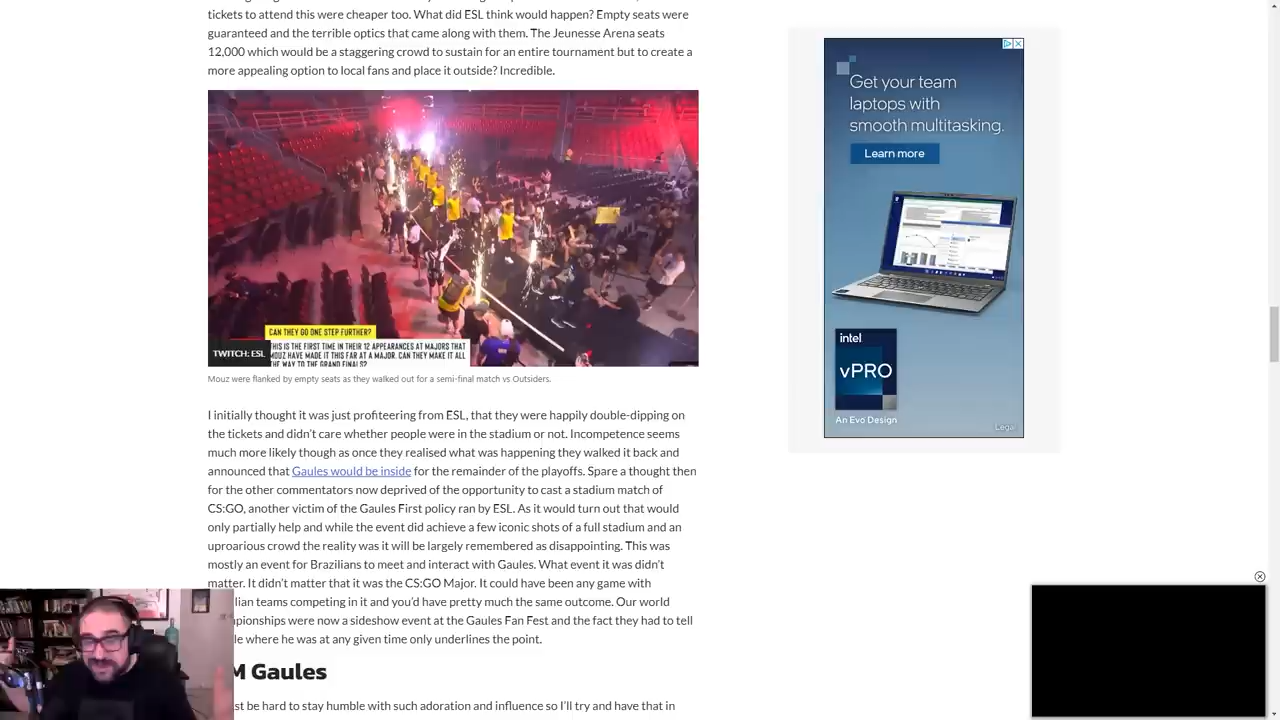 tickets to attend this were cheaper too. What did ESL think would happen? Empty seats were
guaranteed and the terrible optics that came along with them. The Jeunesse Arena seats
12,000 which would be a staggering crowd to sustain for an entire tournament but to create a
more appealing option to local fans and place it outside? Incredible.
CAN THEY GO ONE STEP FURTHER?
TWITCH: ESL
THIS IS THE FIRST TIME IN THEIR 12 APPEARANCES AT MAJORS THAT
MOUZ HAVE MADE IT THIS FAR AT A MAJOR. CAN THEY MAKE IT ALL
THE WAY TO THE GRAND FINALS?
Mouz were flanked by empty seats as they walked out for a semi-final match vs Outsiders.
I initially thought it was just profiteering from ESL, that they were happily double-dipping on
the tickets and didn't care whether people were in the stadium or not. Incompetence seems
much more likely though as once they realised what was happening they walked it back and
announced that Gaules would be inside for the remainder of the playoffs. Spare a thought then
for the other commentators now deprived of the opportunity to cast a stadium match of
CS:GO, another victim of the Gaules First policy ran by ESL. As it would turn out that would
only partially help and while the event did achieve a few iconic shots of a full stadium and an
uproarious crowd the reality was it will be largely remembered as disappointing. This was
mostly an event for Brazilians to meet and interact with Gaules. What event it was didn't
matter. It didn't matter that it was the CS:GO Major. It could have been any game with
lian teams competing in it and you'd have pretty much the same outcome. Our world
mpionships were now a sideshow event at the Gaules Fan Fest and the fact they had to tell
le where he was at any given time only underlines the point.
M Gaules
st be hard to stay humble with such adoration and influence so I'll try and have that in
Get your team
laptops with
smooth multitasking.
Learn more
intel
vPRO
An Evo Design
Legal